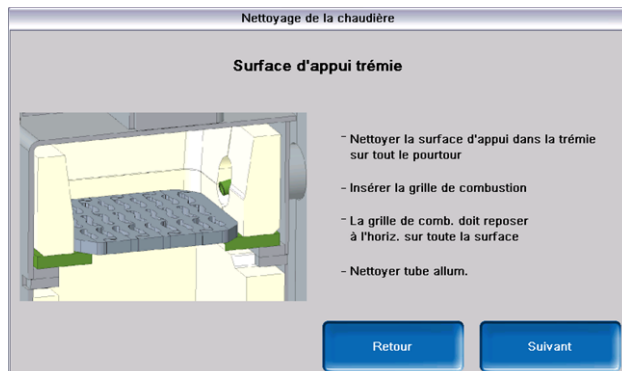 Nettoyage de la chaudière
Surface d'appui trémie
- Nettoyer la surface d'appui dans la trémie
sur tout le pourtour
- Insérer la grille de combustion
- La grille de comb. doit reposer
à l'horiz. sur toute la surface
- Nettoyer tube allum.
Retour
Suivant